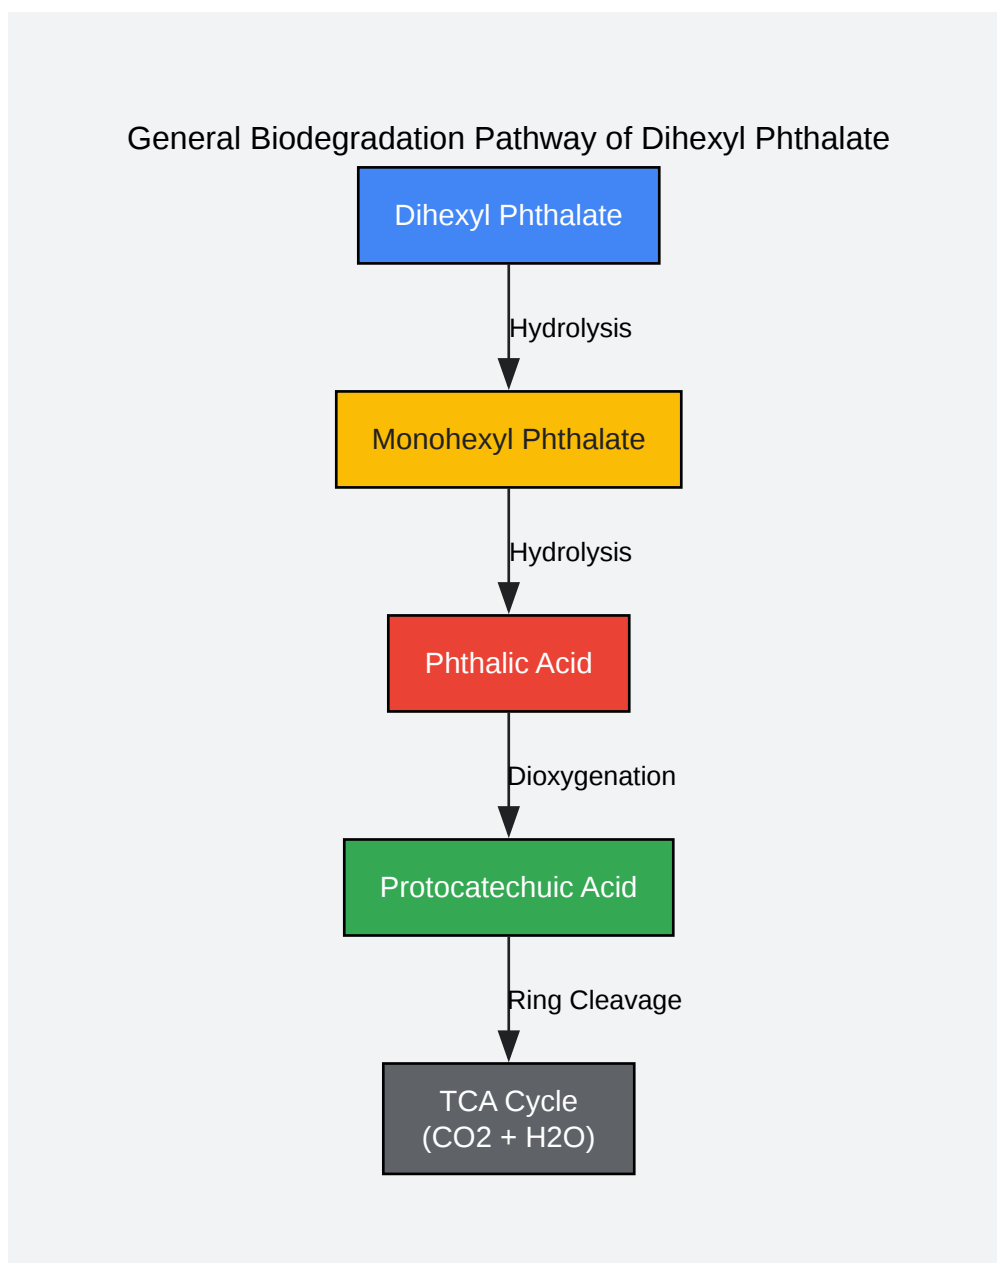 General Biodegradation Pathway of Dihexyl Phthalate
Dihexyl Phthalate
Hydrolysis
Monohexyl Phthalate
Hydrolysis
Phthalic Acid
Dioxygenation
Protocatechuic Acid
Ring Cleavage
TCA Cycle
(CO2 + H2O)